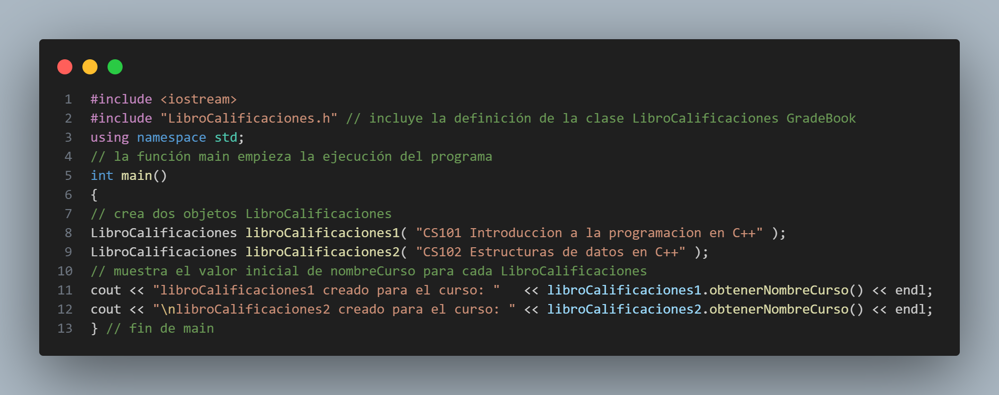 1 #include <iostream>
2 #include "LibroCalificaciones.h" // incluye la definición de la clase LibroCalificaciones GradeBook
3 using namespace std;
4 // la función main empieza la ejecución del programa
5 int main()
6 {
7 // crea dos objetos LibroCalificaciones
8 LibroCalificaciones libroCalificaciones1( "CS101 Introduccion a la programacion en C++" );
9 LibroCalificaciones libroCalificaciones2( "CS102 Estructuras de datos en C++" );
10 // muestra el valor inicial de nombreCurso para cada LibroCalificaciones
11 cout << "libroCalificaciones1 creado para el curso: "   << libroCalificaciones1.obtenerNombreCurso() << endl;
12 cout << "\nlibroCalificaciones2 creado para el curso: " << libroCalificaciones2.obtenerNombreCurso() << endl;
13 } // fin de main